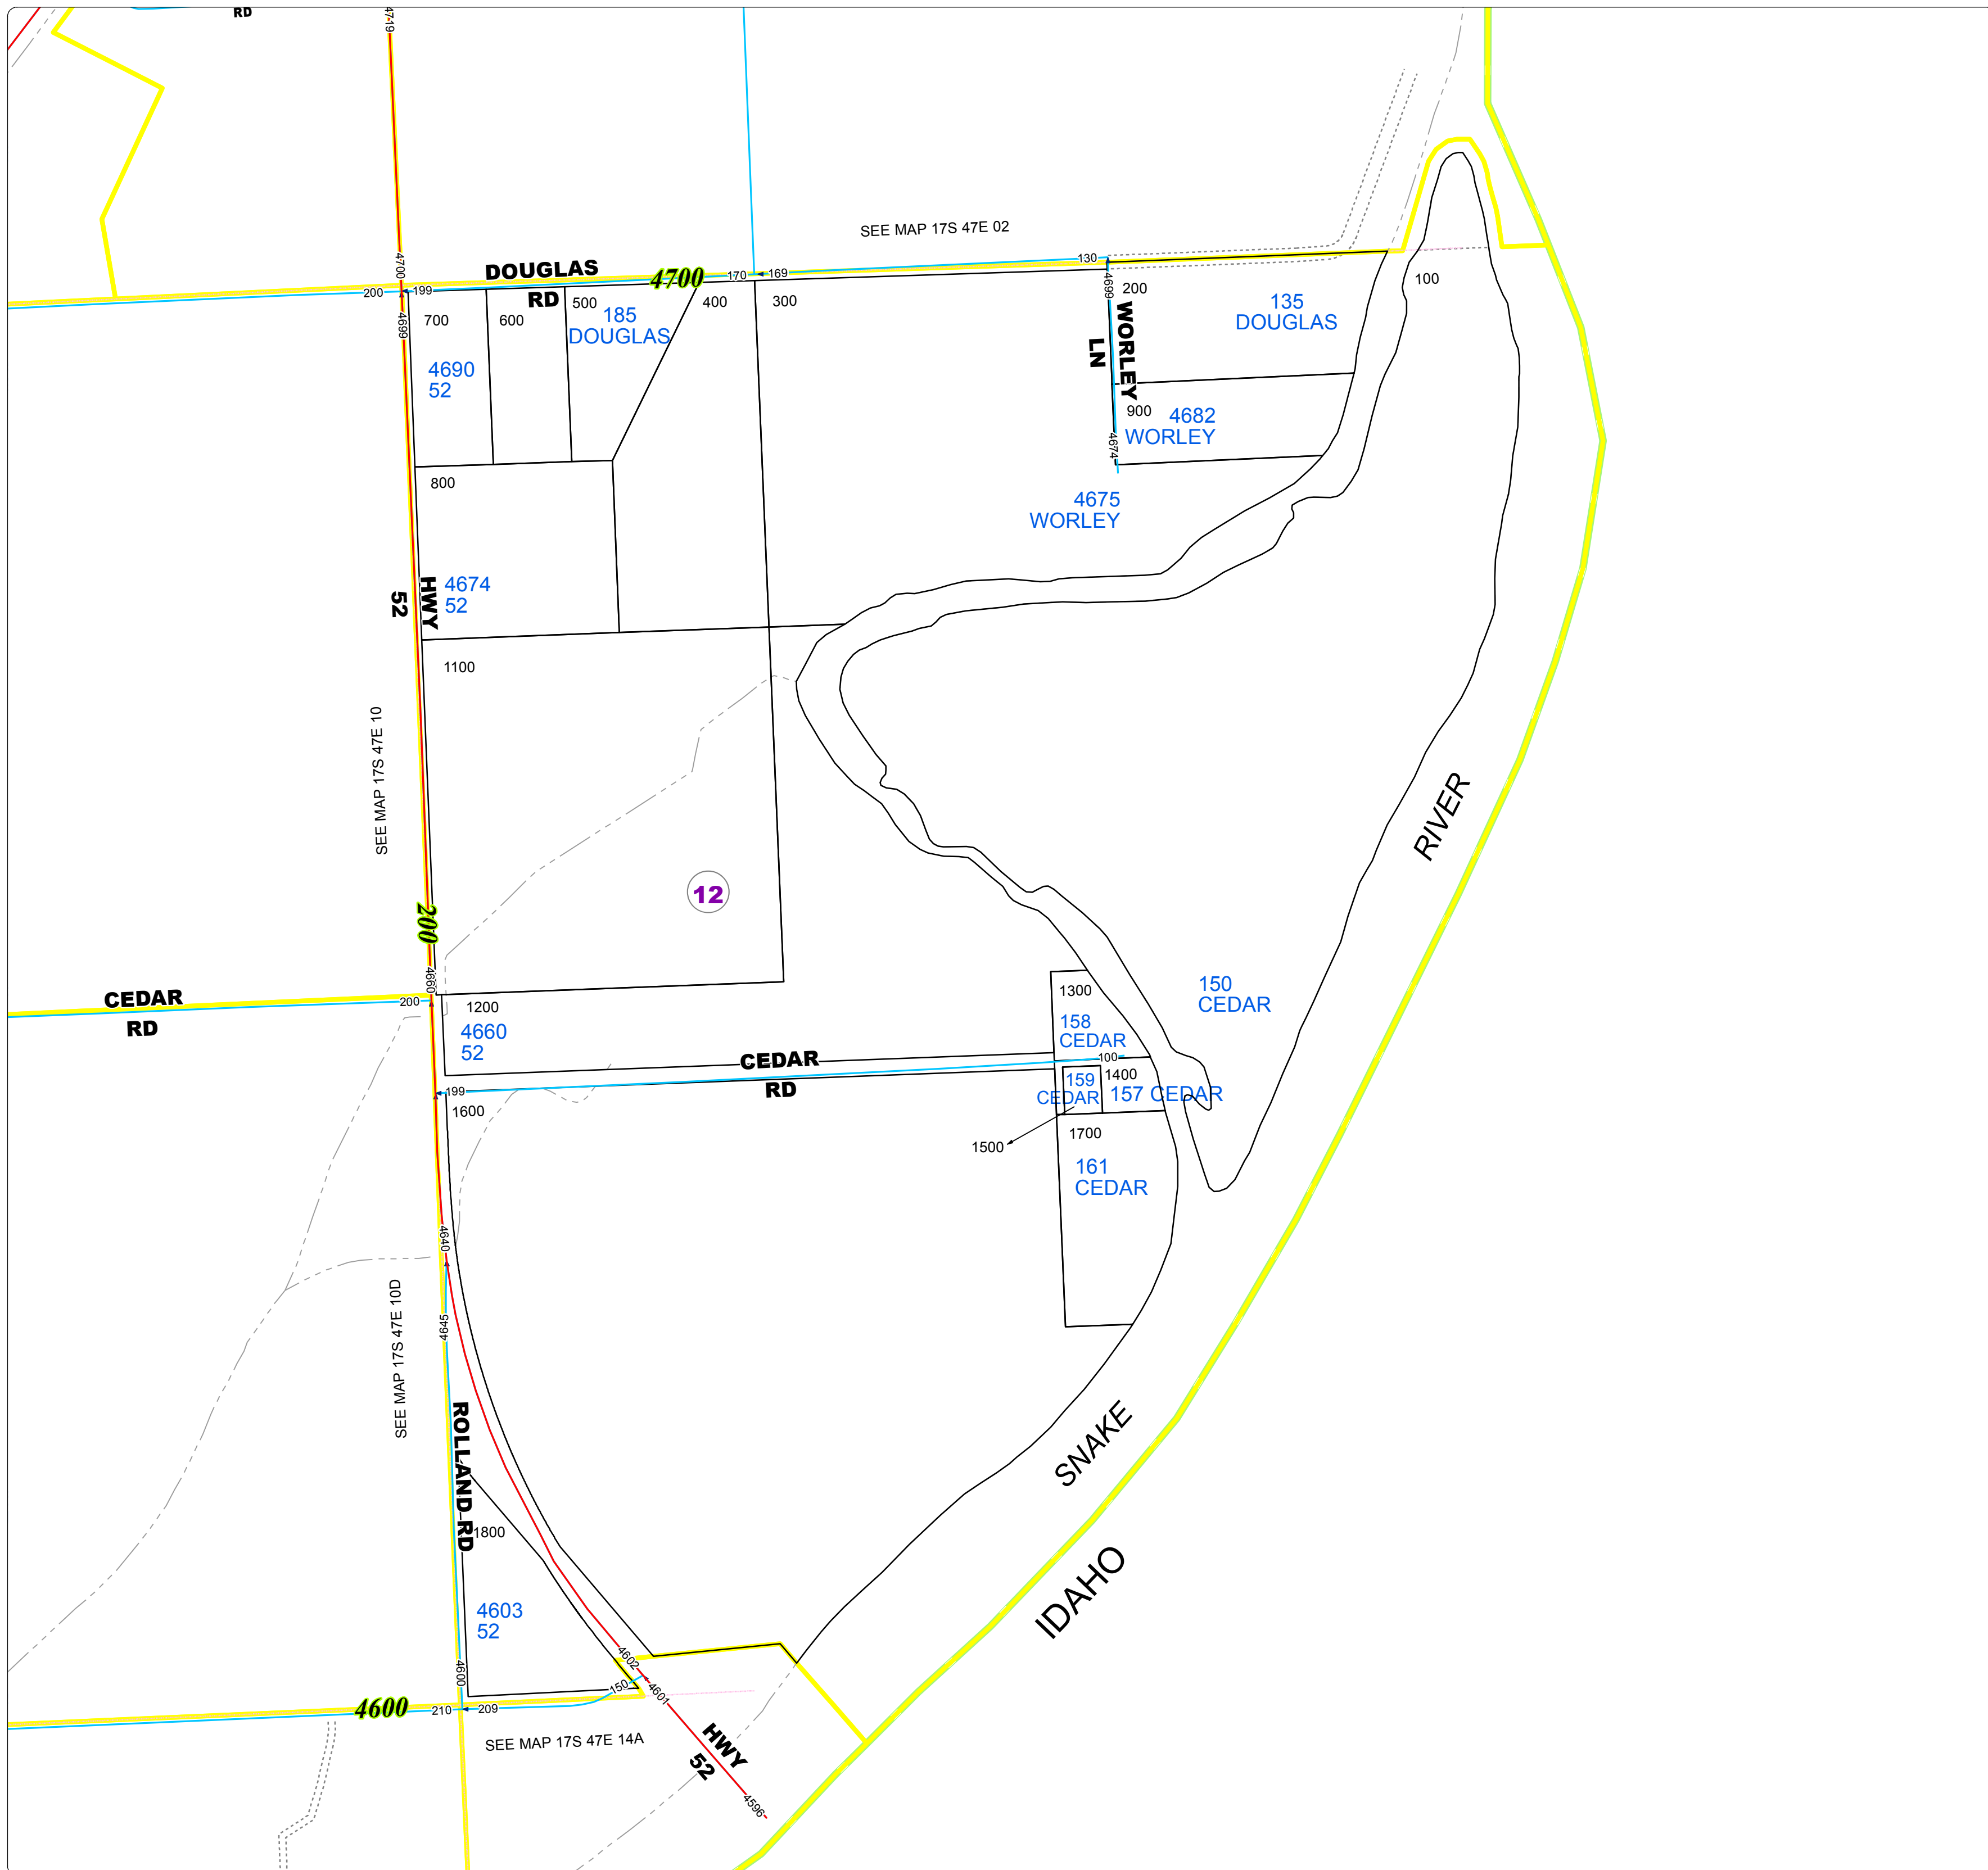 RD
4719
SEE MAP 17S 47E 02
4700
DOUGLAS
RD
4700
170
169
130
200
199
4699
4699
700
600
500
400
300
200
100
185
DOUGLAS
135
DOUGLAS
WORLEY
LN
4690
52
900
4682
WORLEY
4674
800
4675
WORLEY
4674
52
HWY
52
1100
SEE MAP 17S 47E 10
RIVER
12
200
4660
CEDAR
RD
200
1200
4660
52
1300
158
CEDAR
150
CEDAR
CEDAR
RD
100
199
1400
159
CEDAR
157 CEDAR
1600
1500
1700
161
CEDAR
4640
4645
SEE MAP 17S 47E 10D
ROLLAND RD
SNAKE
1800
IDAHO
4603
52
4600
4602
150
4601
4600
210
209
SEE MAP 17S 47E 14A
HWY
52
4596